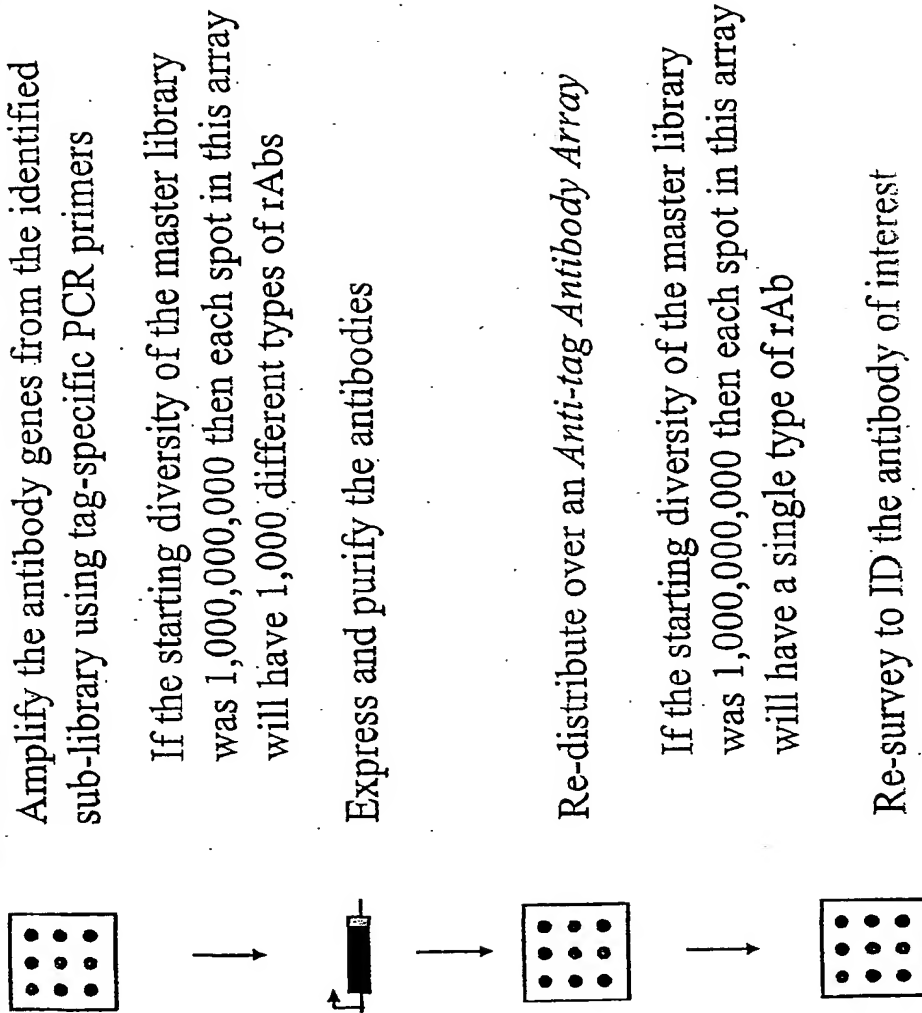 Amplify the antibody genes from the identified
sub-library using tag-specific PCR primers
If the starting diversity of the master library
was 1,000,000,000 then each spot in this array
will have 1,000 different types of rAbs
Express and purify the antibodies
Re-distribute over an Anti-tag Antibody Array
If the starting diversity of the master library
was 1,000,000,000 then each spot in this array
will have a single type of rAb
Re-survey to ID the antibody of interest